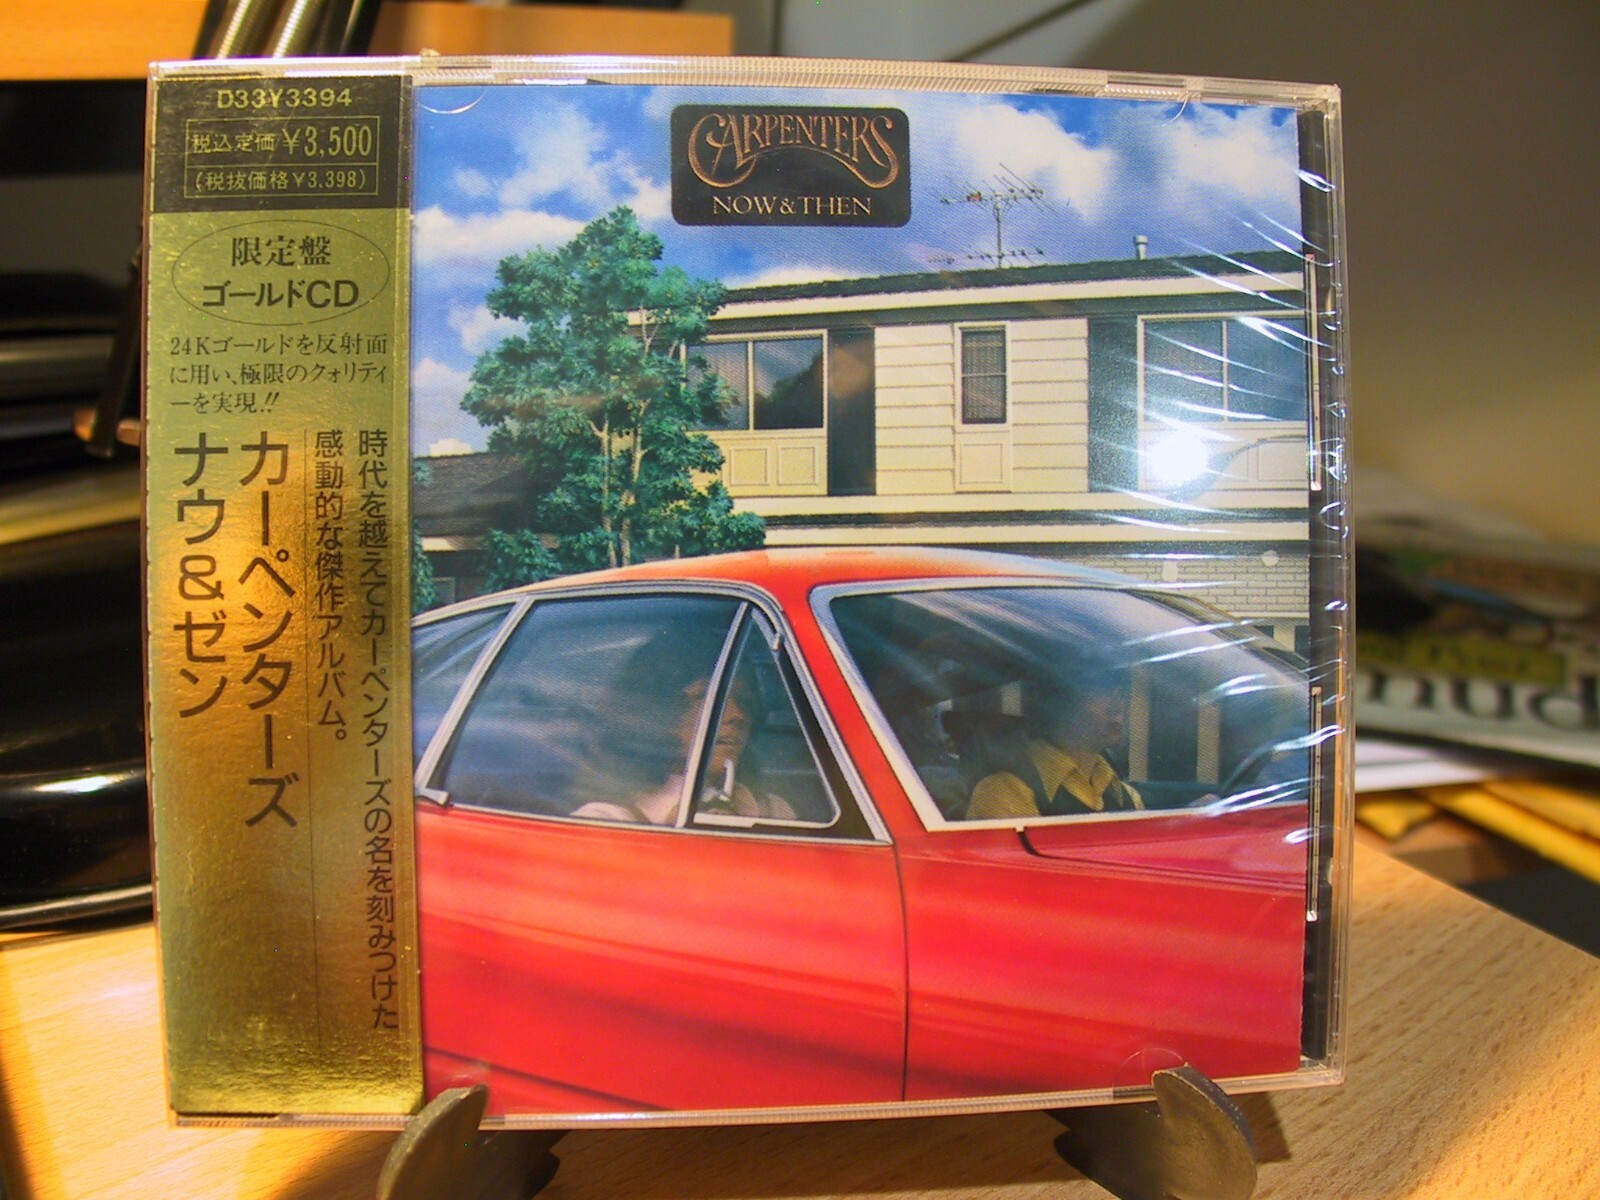 D33Y3394
税込定価 ¥3,500
(税抜価格¥3.398)
限定盤
ゴールドCD
24Kゴールドを反射面
に用い、極限のクォリティ
ーを実現!!
時代を越えてカーペンターズの名を刻みつけた
感動的な傑作アルバム。
カーペンターズ
ナウ&ゼン
CARPENTERS
NOW & THEN